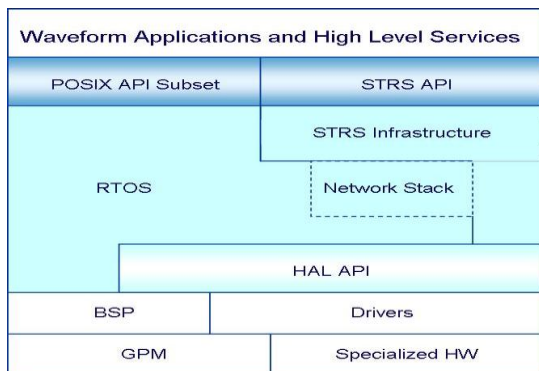 Waveform Applications and High Level Services
POSIX API Subset
STRS API
STRS Infrastructure
RTOS
Network Stack
HAL API
BSP
Drivers
GPM
Specialized HW